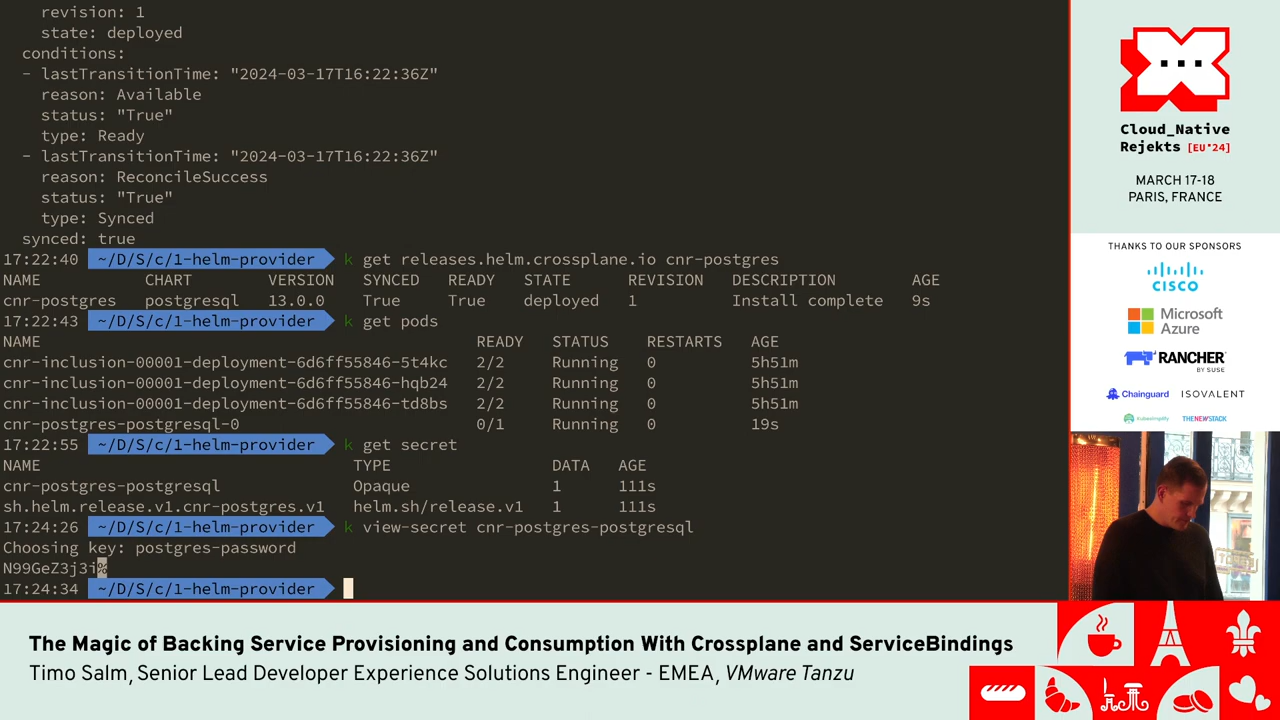 revision: 1
state: deployed
conditions:
- lastTransitionTime: "2024-03-17T16:22:36Z"
reason: Available
status: "True"
type: Ready
- lastTransitionTime: "2024-03-17T16:22:36Z"
reason: ReconcileSuccess
status: "True"
type: Synced
synced: true
17:22:40 ~/D/S/c/1-helm-provider k get releases.helm.crossplane.io cnr-postgres
NAME CHART VERSION SYNCED READY STATE REVISION DESCRIPTION AGE
cnr-postgres postgresql 13.0.0 True True deployed 1 Install complete 9s
17:22:43 ~/D/S/c/1-helm-provider k get pods
NAME READY STATUS RESTARTS AGE
cnr-inclusion-00001-deployment-6d6ff55846-5t4kc 2/2 Running 0 5h51m
cnr-inclusion-00001-deployment-6d6ff55846-hqb24 2/2 Running 0 5h51m
cnr-inclusion-00001-deployment-6d6ff55846-td8bs 2/2 Running 0 5h51m
cnr-postgres-postgresql-0 0/1 Running 0 19s
17:22:55 ~/D/S/c/1-helm-provider k get secret
NAME TYPE DATA AGE
cnr-postgres-postgresql Opaque 1 111s
sh.helm.release.v1.cnr-postgres.v1 helm.sh/release.v1 1 111s
17:24:26 ~/D/S/c/1-helm-provider k view-secret cnr-postgres-postgresql
Choosing key: postgres-password
N99GeZ3j3i%
17:24:34 ~/D/S/c/1-helm-provider
Cloud_Native
Rejekts [EU'24]
MARCH 17-18
PARIS, FRANCE
THANKS TO OUR SPONSORS
CISCO
Microsoft
Azure
RANCHER
BY SUSE
Chainguard ISOVALENT
Kubesimplify THENEWSTACK
The Magic of Backing Service Provisioning and Consumption With Crossplane and ServiceBindings
Timo Salm, Senior Lead Developer Experience Solutions Engineer - EMEA, VMware Tanzu